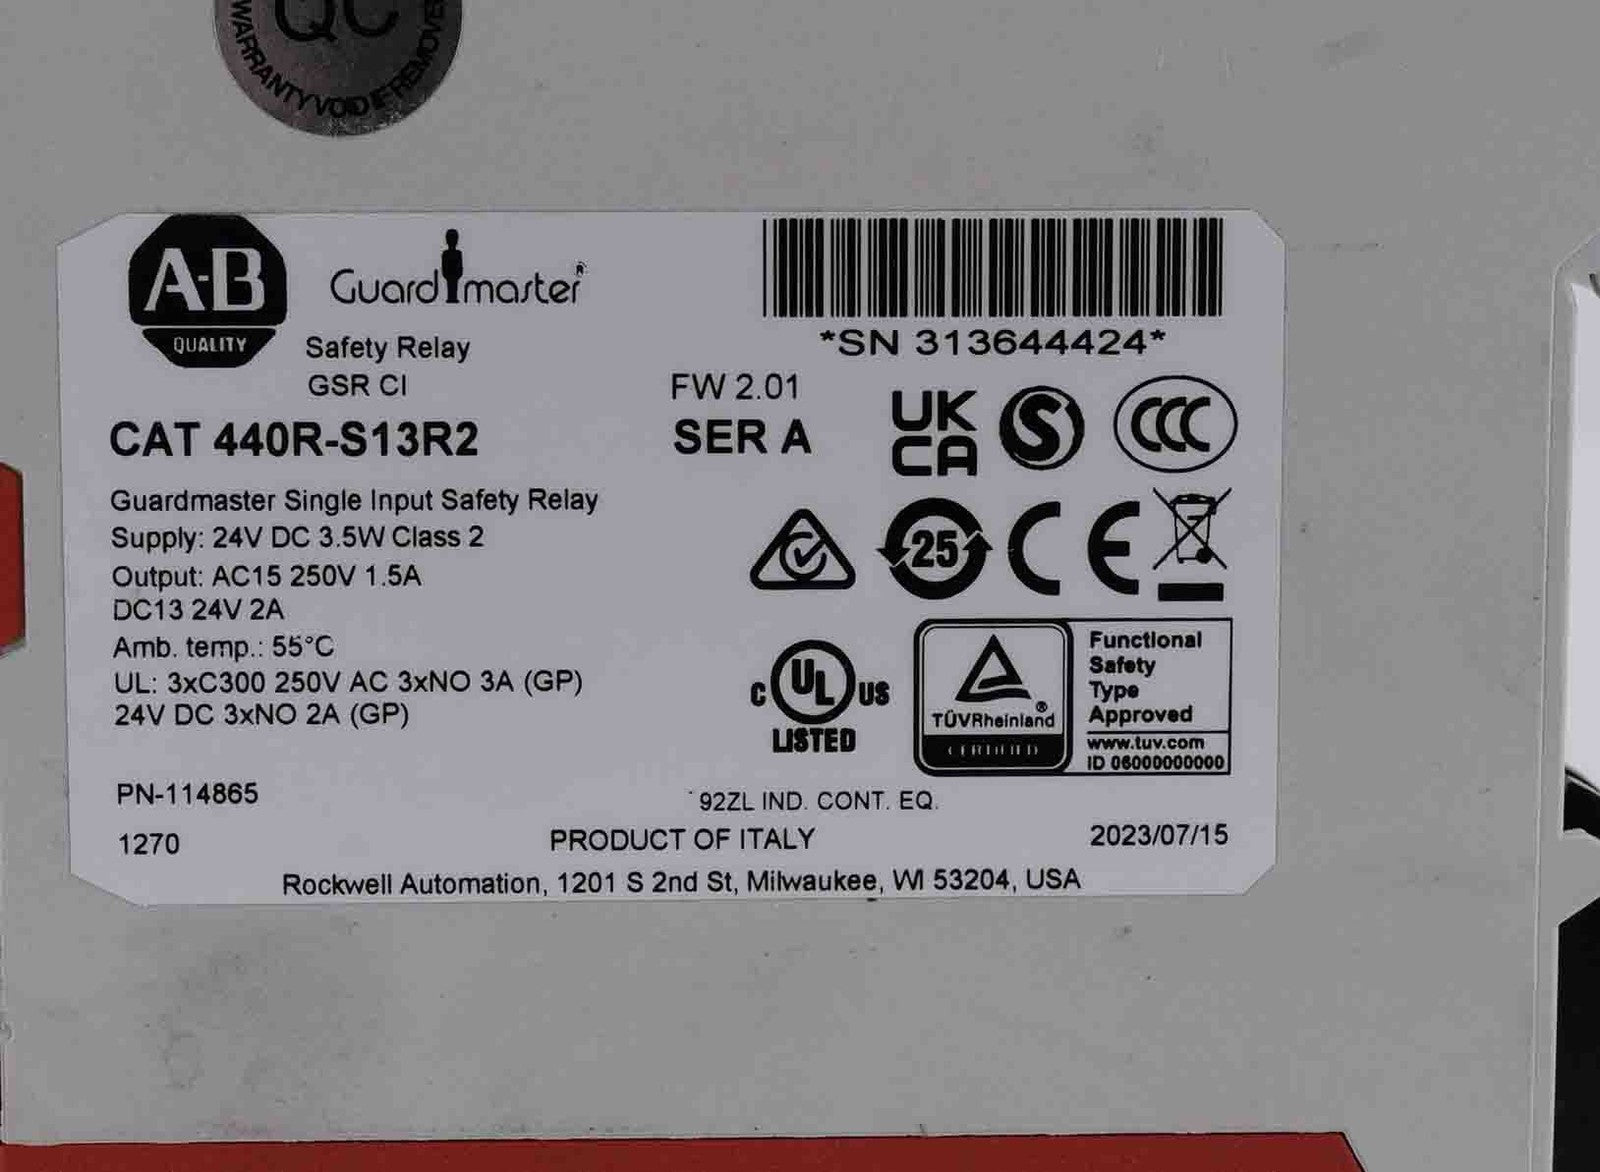 QC
WARRANTY VOID IF REMOVED
A-B
QUALITY
Guardmaster®
Safety Relay
GSR CI
CAT 440R-S13R2
*SN 313644424*
FW 2.01
SER A
UK
CA
S
CCC
Guardmaster Single Input Safety Relay
Supply: 24V DC 3.5W Class 2
Output: AC15 250V 1.5A
DC13 24V 2A
Amb. temp.: 55°C
UL: 3xC300 250V AC 3xNO 3A (GP)
24V DC 3xNO 2A (GP)
25
CE
C UL US
LISTED
TÜVRheinland®
CERTIFIED
Functional
Safety
Type
Approved
www.tuv.com
ID 06000000000
PN-114865
92ZL IND. CONT. EQ.
1270
PRODUCT OF ITALY
2023/07/15
Rockwell Automation, 1201 S 2nd St, Milwaukee, WI 53204, USA